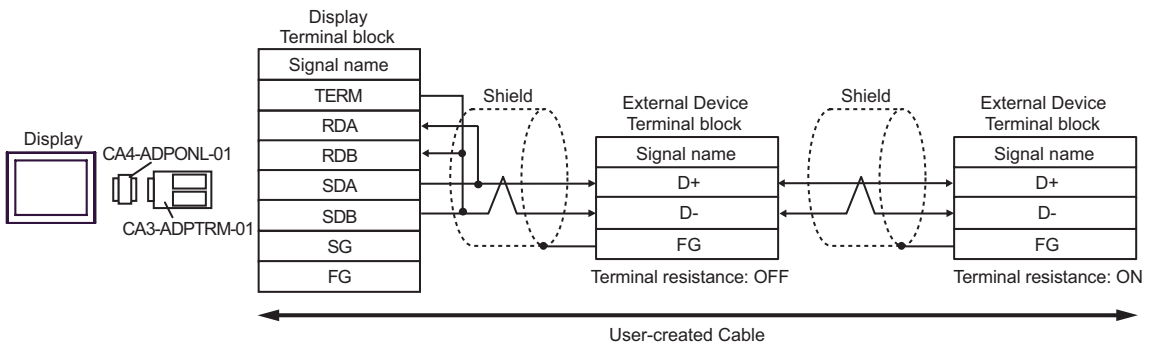 Display
CA4-ADPONL-01
CA3-ADPTRM-01
Display
Terminal block
Signal name
TERM
RDA
RDB
SDA
SDB
SG
FG
Shield
External Device
Terminal block
Signal name
D+
D-
FG
Terminal resistance: OFF
Shield
External Device
Terminal block
Signal name
D+
D-
FG
Terminal resistance: ON
User-created Cable